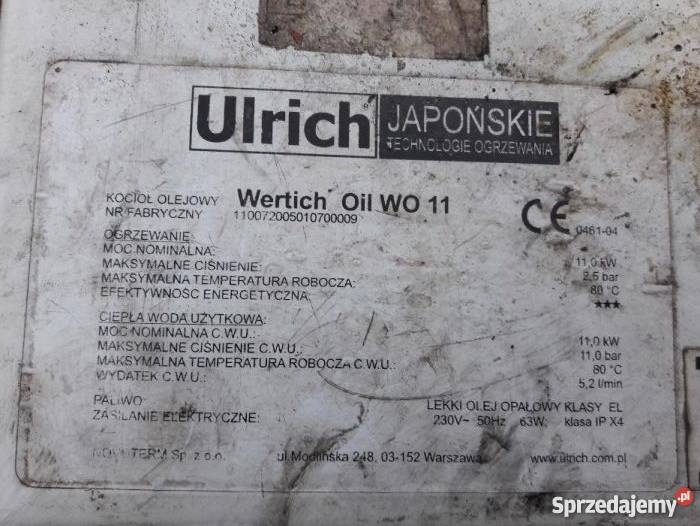 Ulrich JAPOŃSKIE
TECHNOLOGIE OGRZEWANIA
KOCIOŁ OLEJOWY Wertich Oil WO 11
NR FABRYCZNY 110072005010700009
CE 0461-04
OGRZEWANIE:
MOC NOMINALNA: 11,0 kW
MAKSYMALNE CIŚNIENIE: 2,5 bar
MAKSYMALNA TEMPERATURA ROBOCZA: 80 °C
EFEKTYWNOŚĆ ENERGETYCZNA: ★★★
CIEPŁA WODA UŻYTKOWA:
MOC NOMINALNA C.W.U.: 11,0 kW
MAKSYMALNE CIŚNIENIE C.W.U.: 11,0 bar
MAKSYMALNA TEMPERATURA ROBOCZA C.W.U.: 80 °C
WYDATEK C.W.U.: 5,2 l/min
PALIWO: LEKKI OLEJ OPAŁOWY KLASY EL
ZASILANIE ELEKTRYCZNE: 230V~ 50Hz 63W; klasa IP X4
NOVOTERM Sp. z o.o. ul.Modlińska 248, 03-152 Warszawa www.ulrich.com.pl
Sprzedajemy.pl